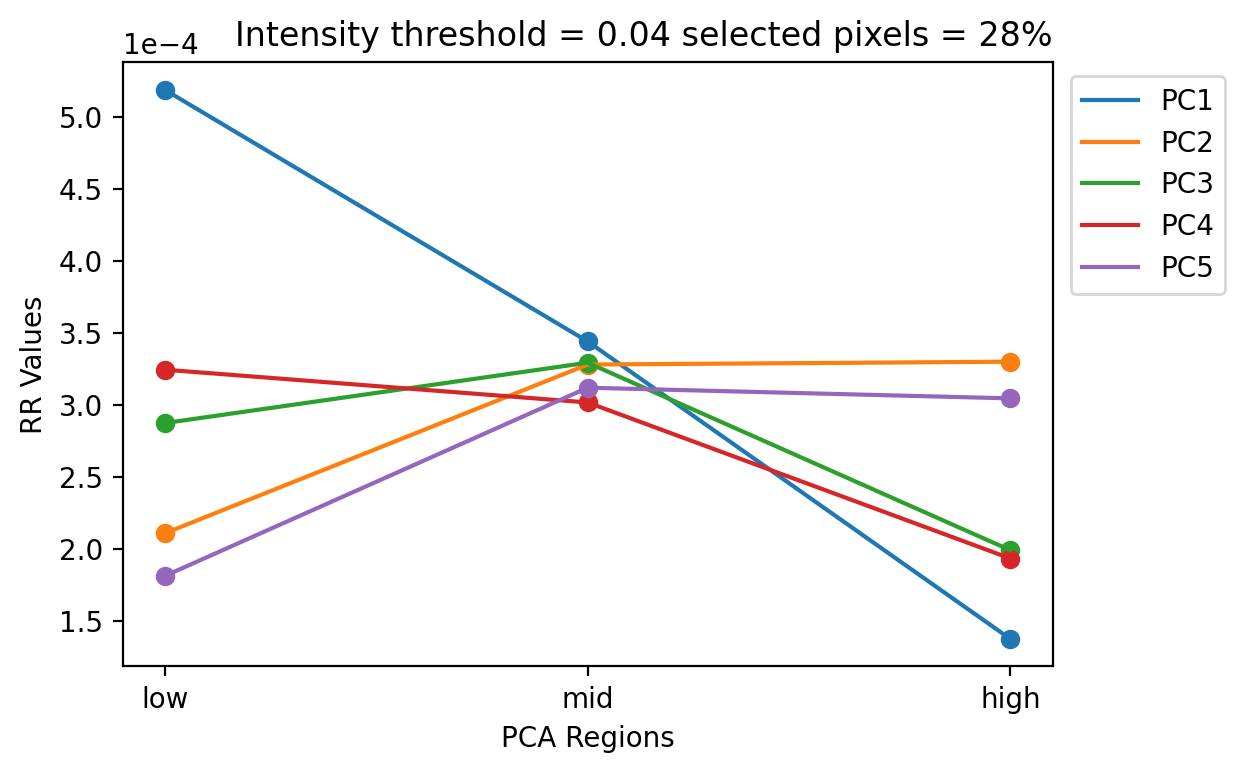 1e−4
Intensity threshold = 0.04 selected pixels = 28%
5.0
4.5
4.0
3.5
3.0
2.5
2.0
1.5
RR Values
low
mid
high
PCA Regions
PC1
PC2
PC3
PC4
PC5